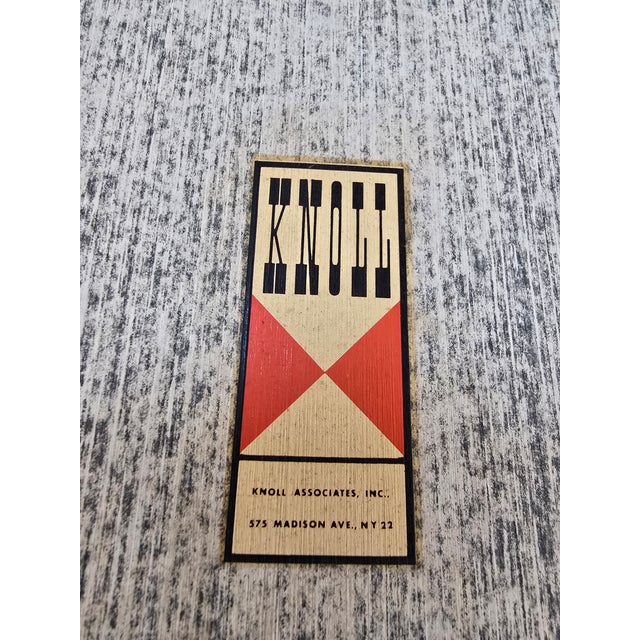 KNOLL
KNOLL ASSOCIATES, INC.,
575 MADISON AVE., NY 22